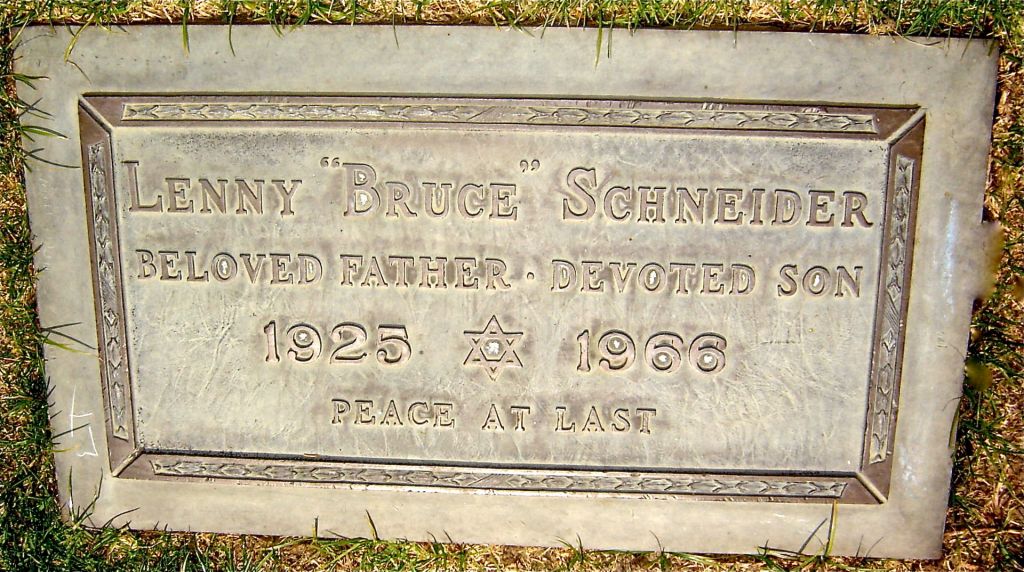 Lenny "Bruce" Schneider
BELOVED FATHER · DEVOTED SON
1925 ✡ 1966
PEACE AT LAST